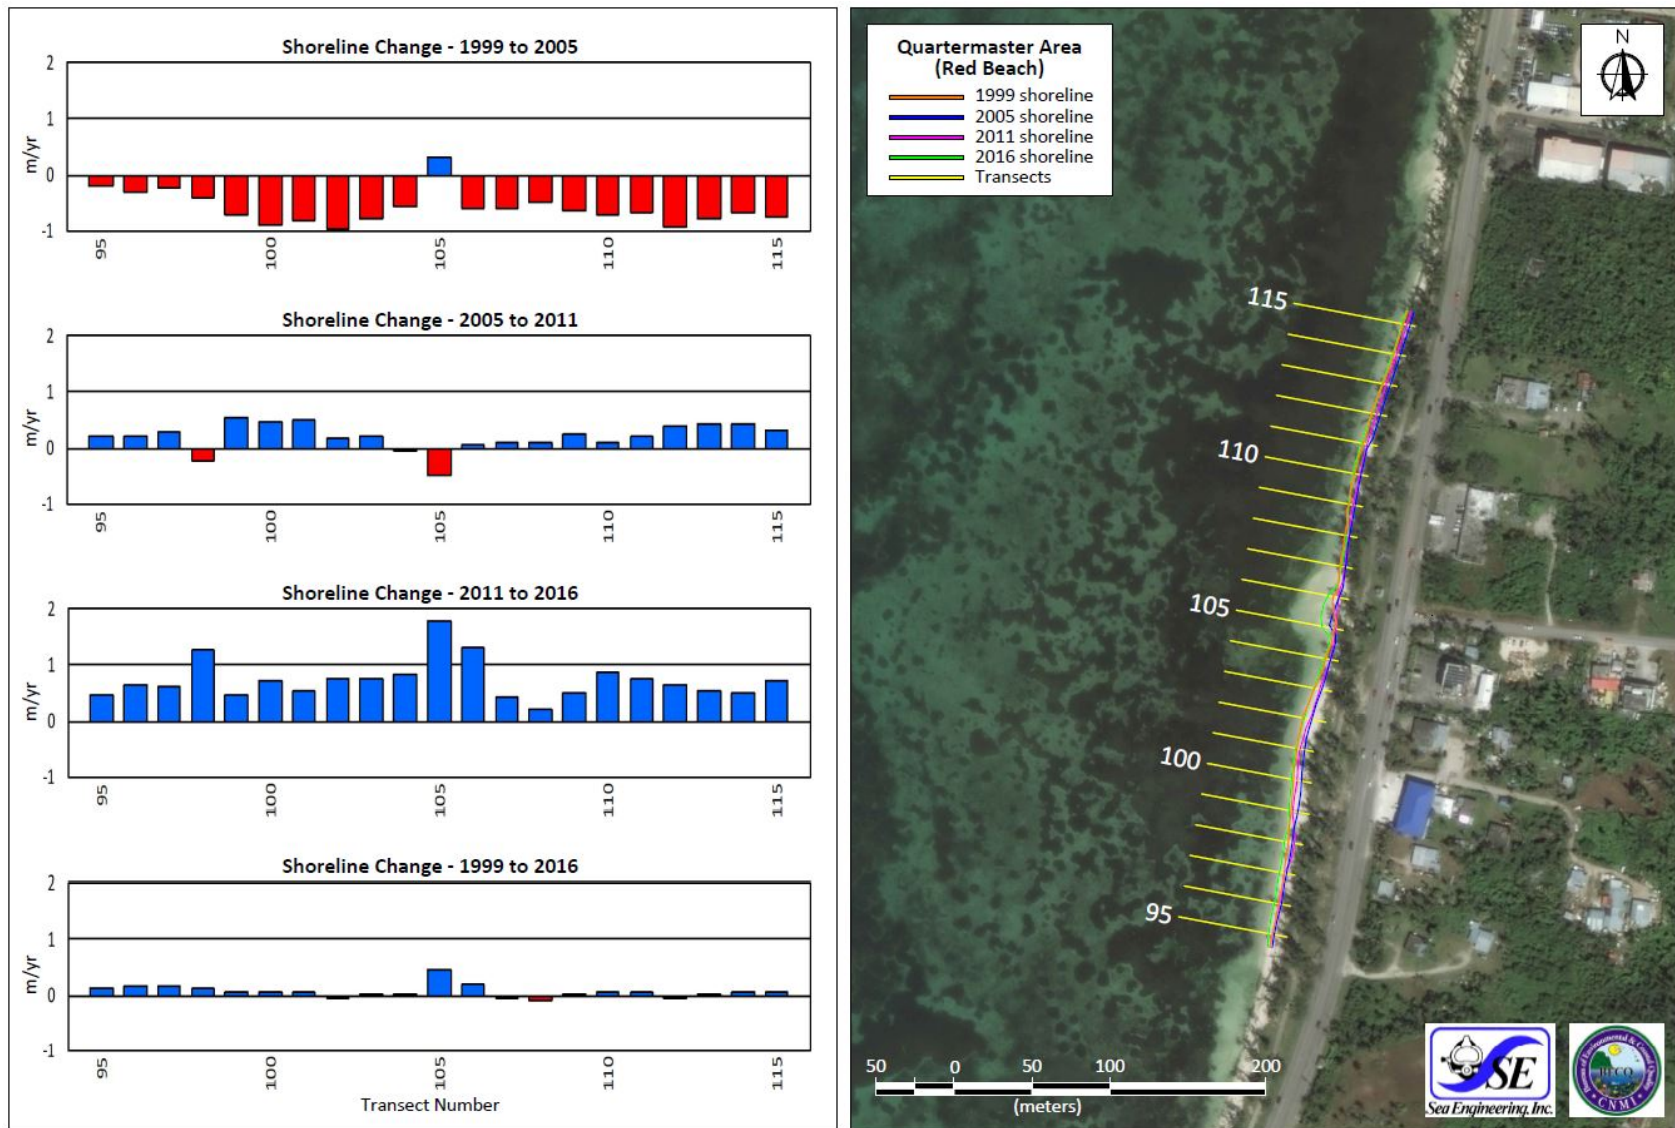 Shoreline Change - 1999 to 2005
2
1
0
-1
m/yr
95
100
105
110
115
Shoreline Change - 2005 to 2011
2
1
0
-1
m/yr
95
100
105
110
115
Shoreline Change - 2011 to 2016
2
1
0
-1
m/yr
95
100
105
110
115
Shoreline Change - 1999 to 2016
2
1
0
-1
m/yr
95
100
105
110
115
Transect Number
Quartermaster Area
(Red Beach)
1999 shoreline
2005 shoreline
2011 shoreline
2016 shoreline
Transects
N
115
110
105
100
95
50 0 50 100 200
(meters)
SE
Sea Engineering, Inc.
BECQ
CNMI